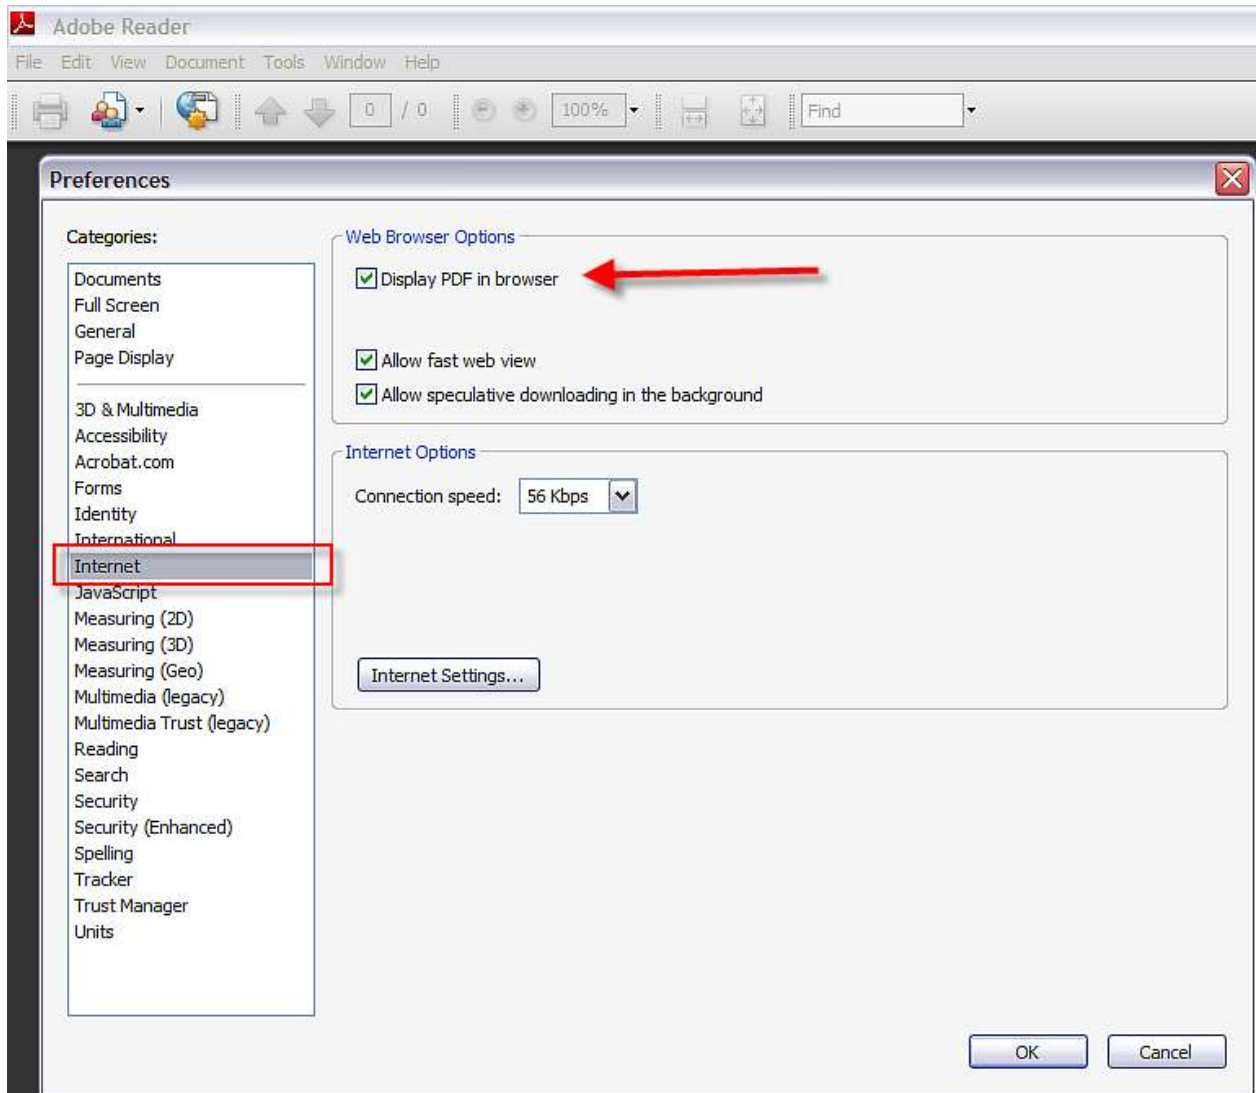 Adobe Reader
File Edit View Document Tools Window Help
0 / 0 100% Find
Preferences
Categories:
Documents
Full Screen
General
Page Display
3D & Multimedia
Accessibility
Acrobat.com
Forms
Identity
International
Internet
JavaScript
Measuring (2D)
Measuring (3D)
Measuring (Geo)
Multimedia (legacy)
Multimedia Trust (legacy)
Reading
Search
Security
Security (Enhanced)
Spelling
Tracker
Trust Manager
Units
Web Browser Options
Display PDF in browser
Allow fast web view
Allow speculative downloading in the background
Internet Options
Connection speed: 56 Kbps
Internet Settings...
OK Cancel